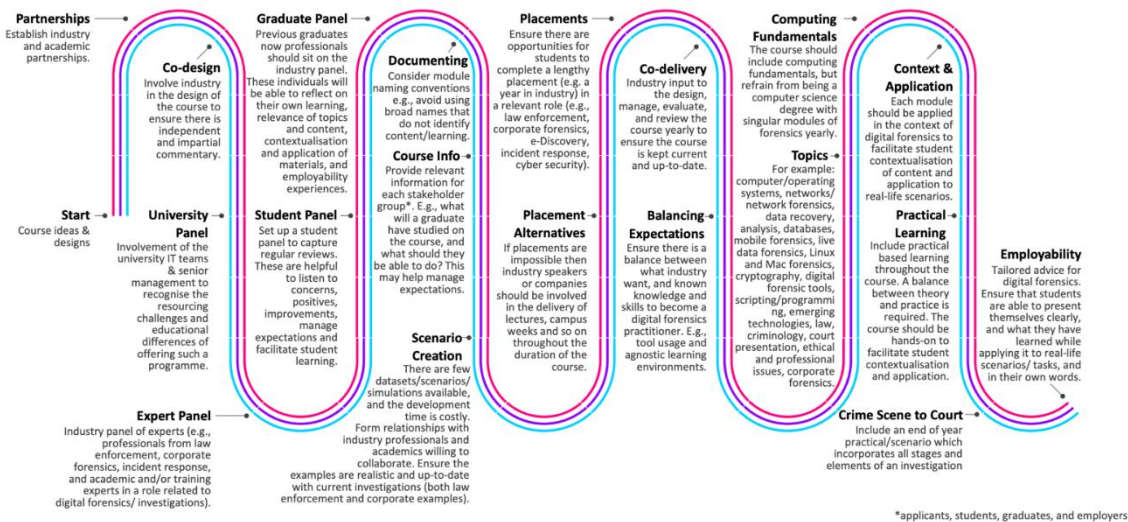 Partnerships
Establish industry
and academic
partnerships.
Co-design
Involve industry
in the design of
the course to
ensure there is
independent
and impartial
commentary.
Start
Course ideas &
designs
University
Panel
Involvement of the
university IT teams
& senior
management to
recognise the
resourcing
challenges and
educational
differences of
offering such a
programme.
Expert Panel
Industry panel of experts (e.g.,
professionals from law
enforcement, corporate
forensics, incident response,
and academic and/or training
experts in a role related to
digital forensics/ investigations).
Graduate Panel
Previous graduates
now professionals
should sit on the
industry panel.
These individuals will
be able to reflect on
their own learning,
relevance of topics
and content,
contextualisation
and application of
materials, and
employability
experiences.
Student Panel
Set up a student
panel to capture
regular reviews.
These are helpful
to listen to
concerns,
positives,
improvements,
manage
expectations and
facilitate student
learning.
Documenting
Consider module
naming conventions
e.g., avoid using
broad names that
do not identify
content/learning.
Course Info
Provide relevant
information for
each stakeholder
group*. E.g., what
will a graduate
have studied on
the course, and
what should they
be able to do? This
may help manage
expectations.
Scenario
Creation
There are few
datasets/scenarios/
simulations available,
and the development
time is costly.
Form relationships with
industry professionals and
academics willing to
collaborate. Ensure the
examples are realistic and up-to-date
with current investigations (both law
enforcement and corporate examples).
Placements
Ensure there are
opportunities for
students to
complete a lengthy
placement (e.g. a
year in industry) in
a relevant role (e.g.,
law enforcement,
corporate forensics,
e-Discovery,
incident response,
cyber security).
Placement
Alternatives
If placements are
impossible then
industry speakers
or companies
should be involved
in the delivery of
lectures, campus
weeks and so on
throughout the
duration of the
course.
Co-delivery
Industry input to
the design,
manage, evaluate,
and review the
course yearly to
ensure the course
is kept current
and up-to-date.
Balancing
Expectations
Ensure there is a
balance between
what industry
want, and known
knowledge and
skills to become a
digital forensics
practitioner. E.g.,
tool usage and
agnostic learning
environments.
Computing
Fundamentals
The course should
include computing
fundamentals, but
refrain from being a
computer science
degree with
singular modules of
forensics yearly.
Topics
For example:
computer/operating
systems, networks/
network forensics,
data recovery,
analysis, databases,
mobile forensics, live
data forensics, Linux
and Mac forensics,
cryptography, digital
forensic tools,
scripting/programmi
ng, emerging
technologies, law,
criminology, court
presentation, ethical
and professional
issues, corporate
forensics.
Context &
Application
Each module
should be applied
in the context of
digital forensics to
facilitate student
contextualisation
of content and
application to
real-life scenarios.
Practical
Learning
Include practical
based learning
throughout the
course. A balance
between theory
and practice is
required. The
course should be
hands-on to
facilitate student
contextualisation
and application.
Crime Scene to Court
Include an end of year
practical/scenario which
incorporates all stages and
elements of an investigation
Employability
Tailored advice for
digital forensics.
Ensure that students
are able to present
themselves clearly,
and what they have
learned while
applying it to real-life
scenarios/ tasks, and
in their own words.
*applicants, students, graduates, and employers